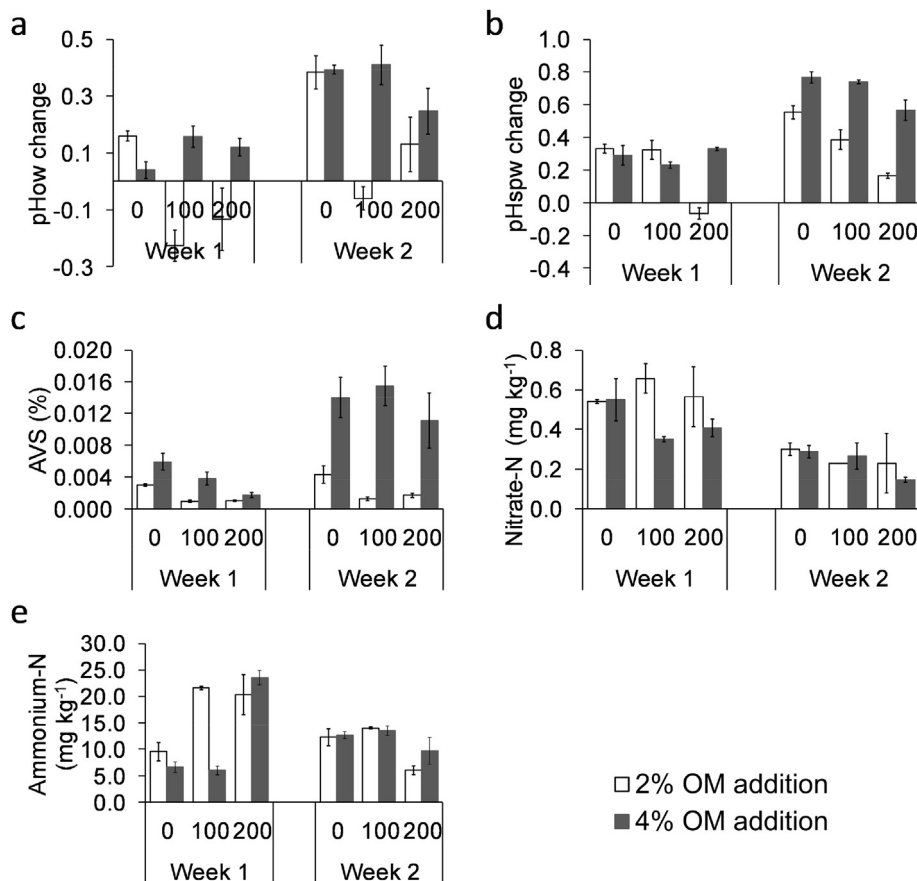 a
pHow change
0.5
0.3
0.1
-0.1
-0.3
0 100 200 0 100 200
Week 1 Week 2
b
pHspw change
1.0
0.8
0.6
0.4
0.2
0.0
-0.2
-0.4
0 100 200 0 100 200
Week 1 Week 2
c
AVS (%)
0.020
0.016
0.012
0.008
0.004
0.000
0 100 200 0 100 200
Week 1 Week 2
d
Nitrate-N (mg kg⁻¹)
0.8
0.6
0.4
0.2
0.0
0 100 200 0 100 200
Week 1 Week 2
e
Ammonium-N
(mg kg⁻¹)
30.0
25.0
20.0
15.0
10.0
5.0
0.0
0 100 200 0 100 200
Week 1 Week 2
2% OM addition
4% OM addition